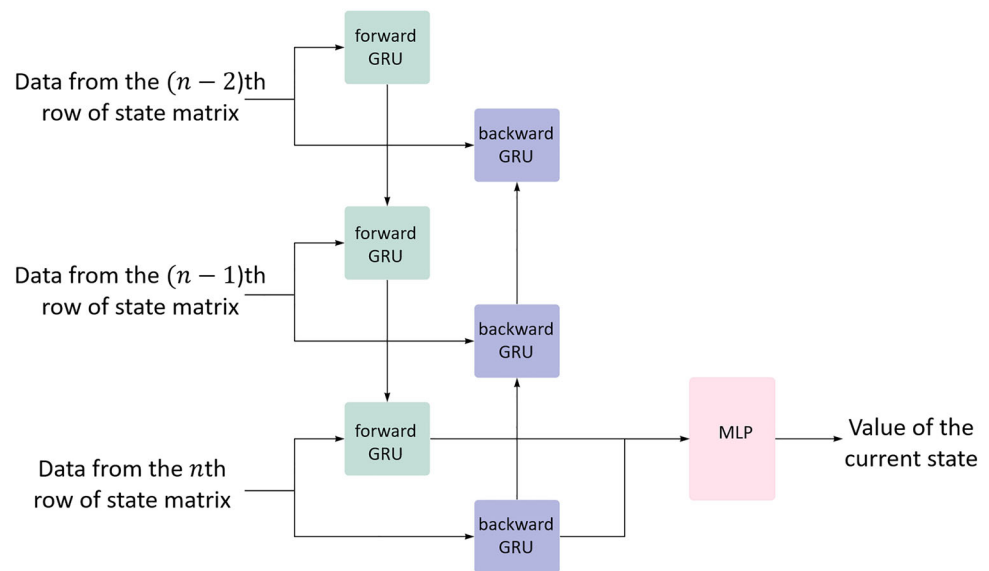 forward
GRU
Data from the (n − 2)th
row of state matrix
backward
GRU
forward
GRU
Data from the (n − 1)th
row of state matrix
backward
GRU
forward
GRU
MLP
Value of the
current state
Data from the nth
row of state matrix
backward
GRU